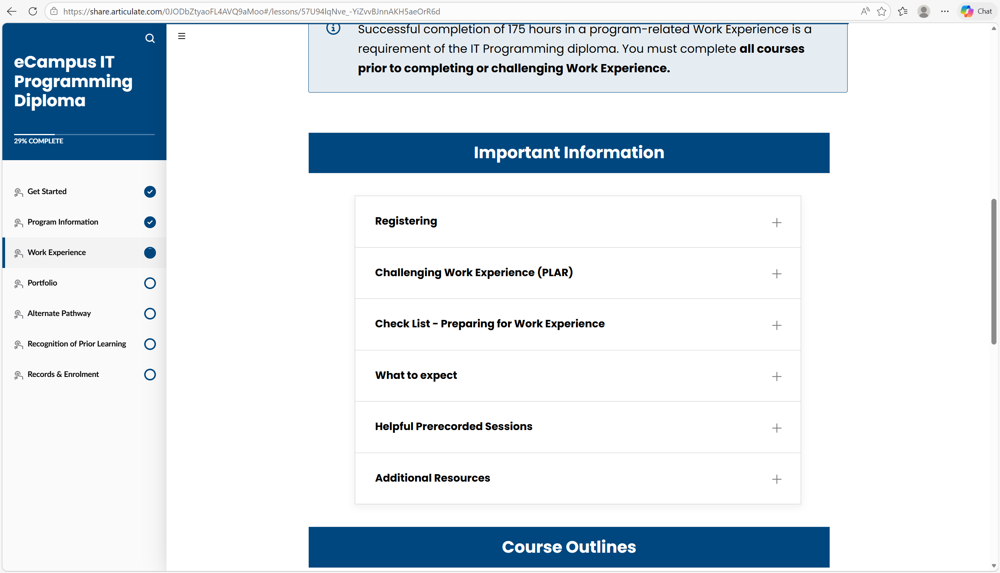 https://share.articulate.com/0JODbZtyaoFL4AVQ9aMoo#/lessons/57U94lqNve_-YiZvvBJnnAKH5aeOrR6d
Chat
eCampus IT
Programming
Diploma
29% COMPLETE
Get Started
Program Information
Work Experience
Portfolio
Alternate Pathway
Recognition of Prior Learning
Records & Enrolment
Successful completion of 175 hours in a program-related Work Experience is a
requirement of the IT Programming diploma. You must complete all courses
prior to completing or challenging Work Experience.
Important Information
Registering
Challenging Work Experience (PLAR)
Check List - Preparing for Work Experience
What to expect
Helpful Prerecorded Sessions
Additional Resources
Course Outlines